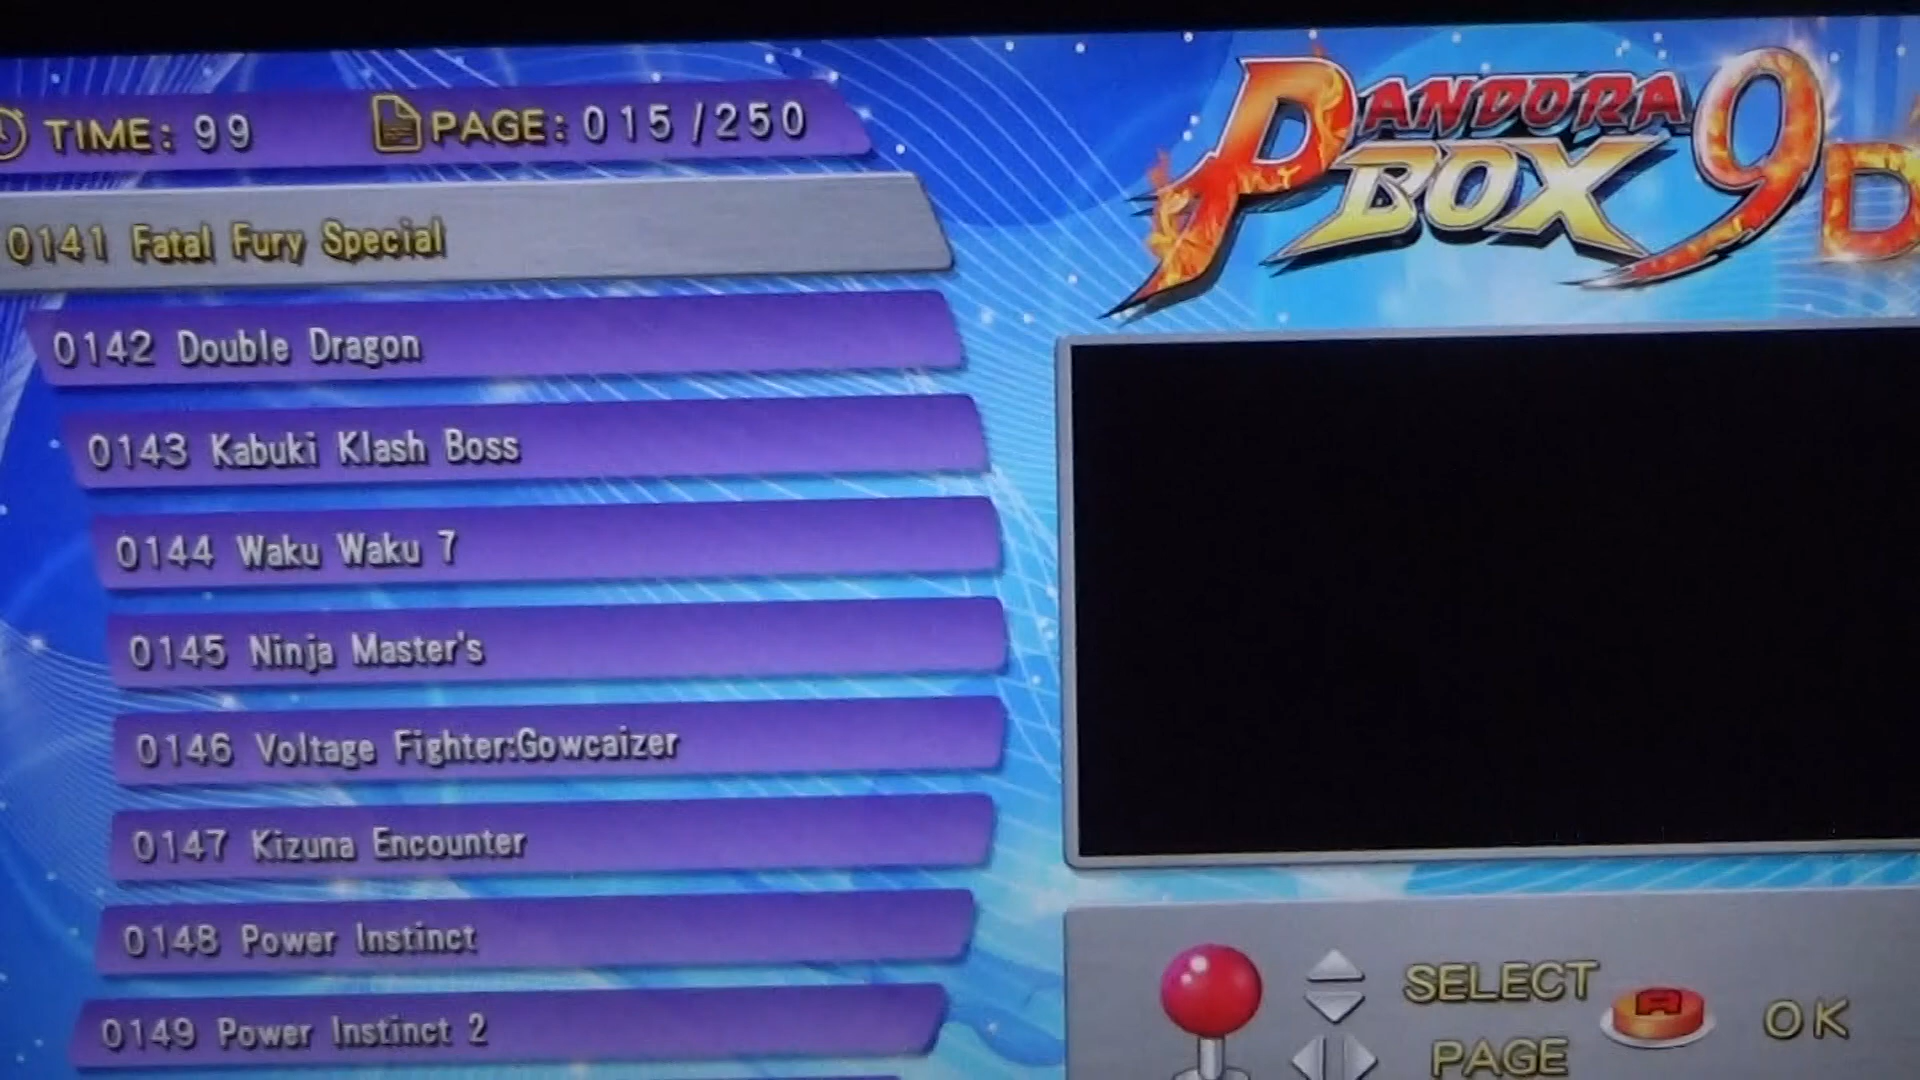 TIME: 99
PAGE: 015/250
PANDORA
BOX 9D
0141 Fatal Fury Special
0142 Double Dragon
0143 Kabuki Klash Boss
0144 Waku Waku 7
0145 Ninja Master's
0146 Voltage Fighter:Gowcaizer
0147 Kizuna Encounter
0148 Power Instinct
0149 Power Instinct 2
SELECT
A OK
PAGE